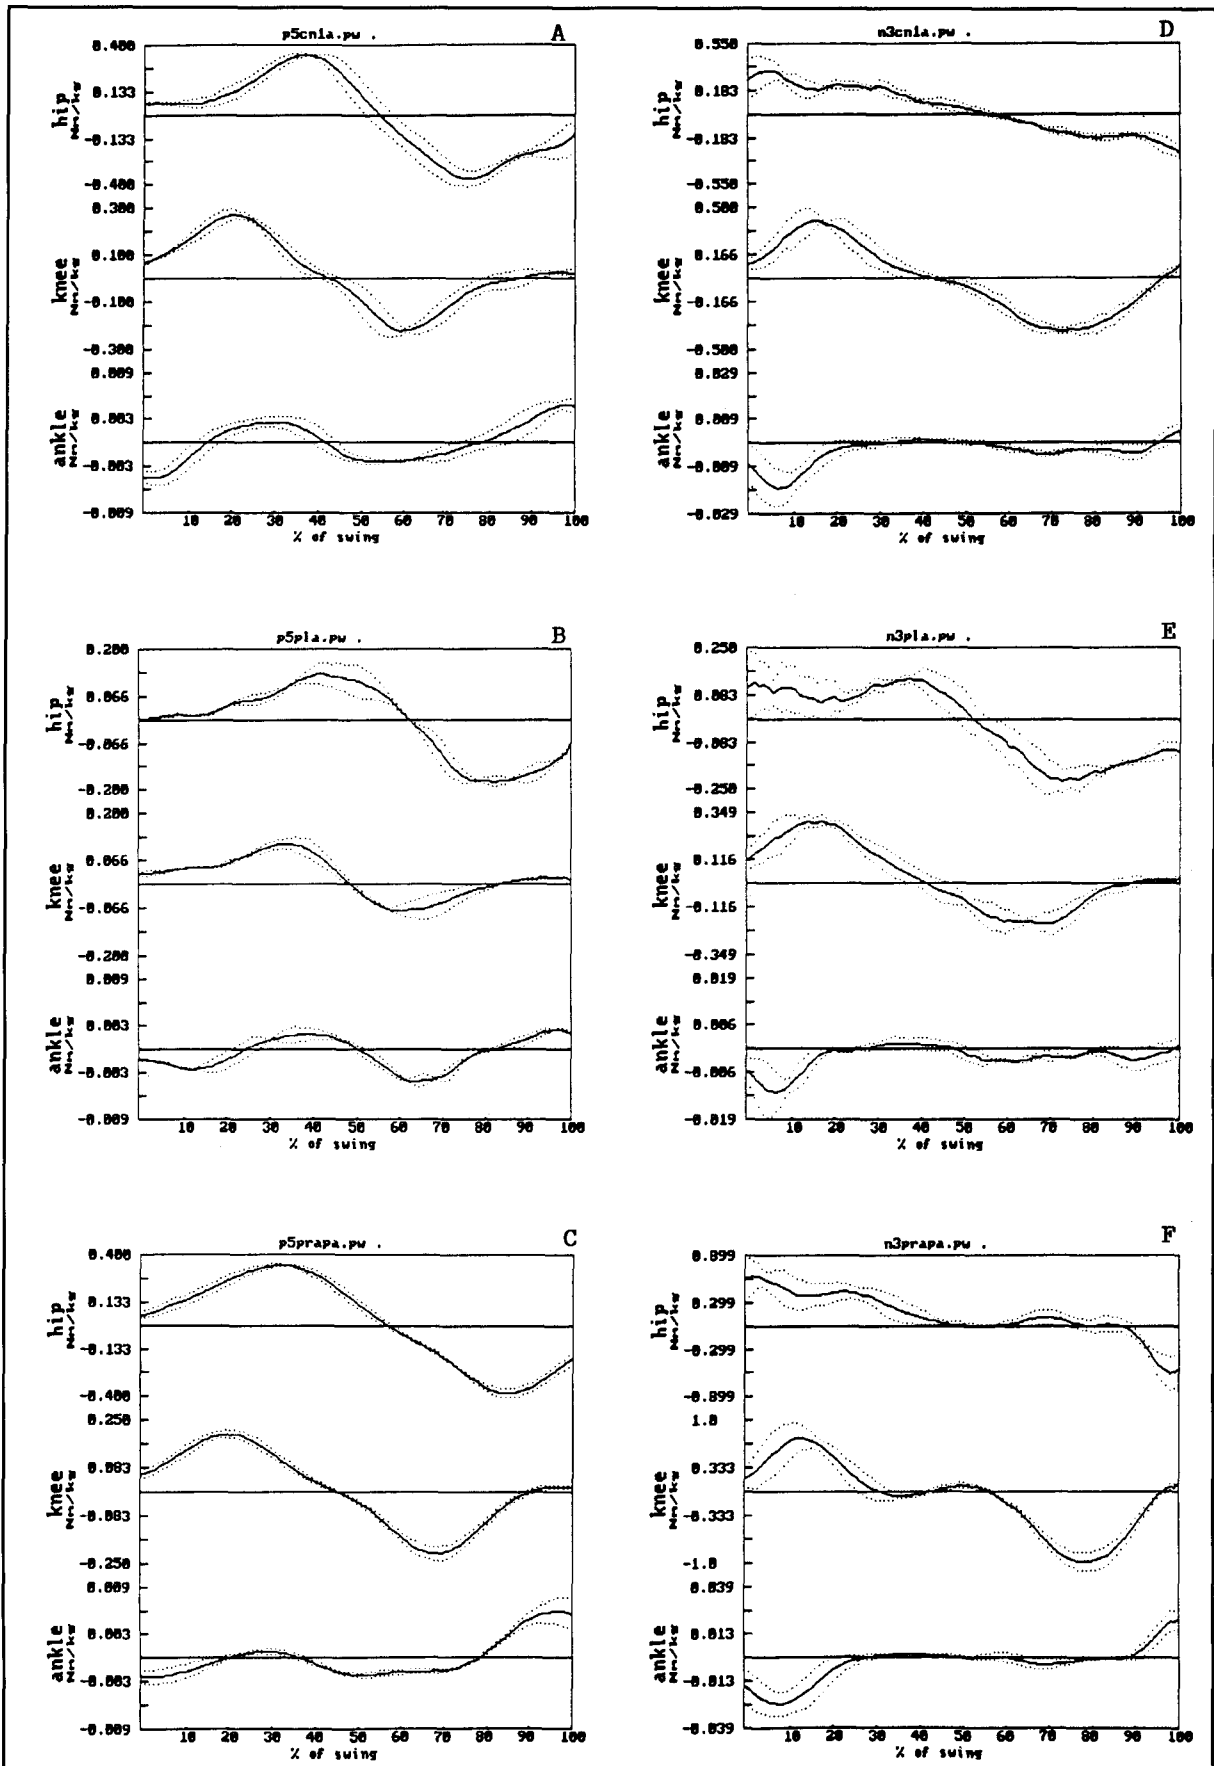 p5cnla.pw . A
0.400
0.133
-0.133
-0.400
hip
Nm/kg
0.300
0.100
-0.100
-0.300
knee
Nm/kg
0.009
0.003
-0.003
-0.009
ankle
Nm/kg
10 20 30 40 50 60 70 80 90 100
% of swing
n3cnla.pw . D
0.550
0.183
-0.183
-0.550
hip
Nm/kg
0.500
0.166
-0.166
-0.500
knee
Nm/kg
0.029
0.009
-0.009
-0.029
ankle
Nm/kg
10 20 30 40 50 60 70 80 90 100
% of swing
p5pla.pw . B
0.200
0.066
-0.066
-0.200
hip
Nm/kg
0.200
0.066
-0.066
-0.200
knee
Nm/kg
0.009
0.003
-0.003
-0.009
ankle
Nm/kg
10 20 30 40 50 60 70 80 90 100
% of swing
n3pla.pw . E
0.250
0.083
-0.083
-0.250
hip
Nm/kg
0.349
0.116
-0.116
-0.349
knee
Nm/kg
0.019
0.006
-0.006
-0.019
ankle
Nm/kg
10 20 30 40 50 60 70 80 90 100
% of swing
p5prapa.pw . C
0.400
0.133
-0.133
-0.400
hip
Nm/kg
0.250
0.083
-0.083
-0.250
knee
Nm/kg
0.009
0.003
-0.003
-0.009
ankle
Nm/kg
10 20 30 40 50 60 70 80 90 100
% of swing
n3prapa.pw . F
0.899
0.299
-0.299
-0.899
hip
Nm/kg
1.0
0.333
-0.333
-1.0
knee
Nm/kg
0.039
0.013
-0.013
-0.039
ankle
Nm/kg
10 20 30 40 50 60 70 80 90 100
% of swing